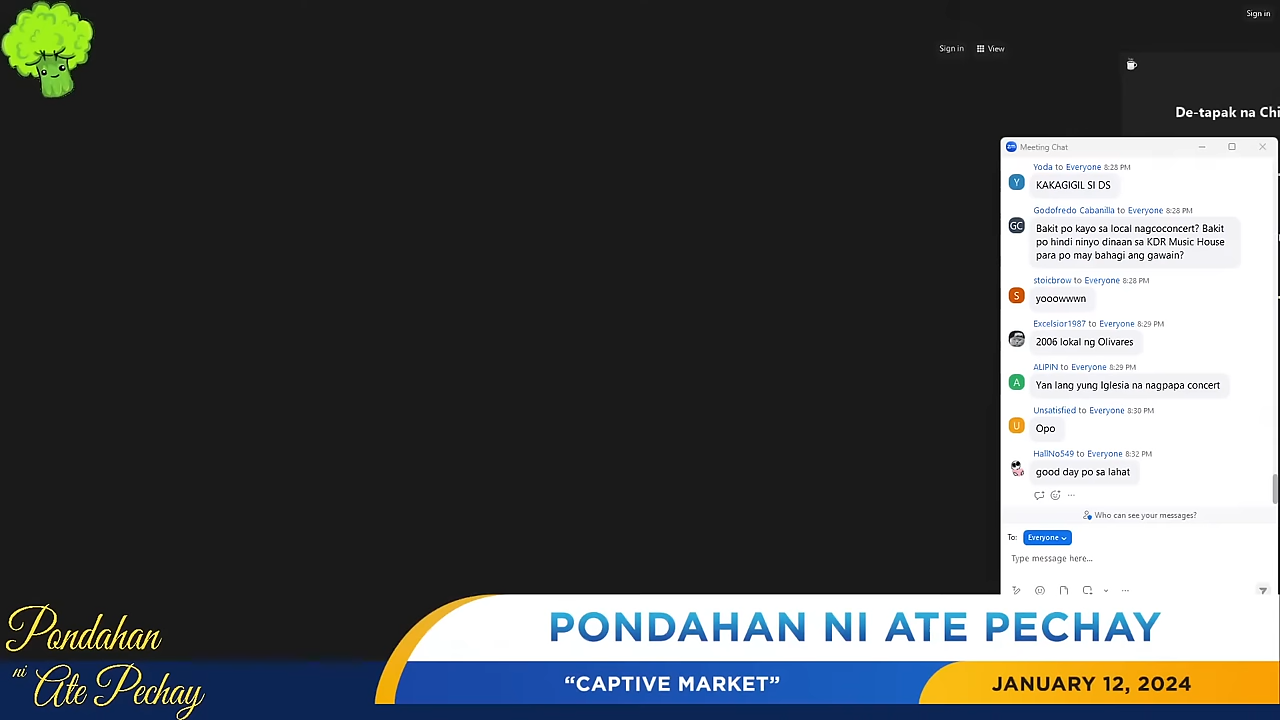 Sign in
Sign in
View
De-tapak na Chi
Meeting Chat
Yoda to Everyone 8:28 PM
Y
KAKAGIGIL SI DS
Godofredo Cabanilla to Everyone 8:28 PM
GC
Bakit po kayo sa local nagcoconcert? Bakit
po hindi ninyo dinaan sa KDR Music House
para po may bahagi ang gawain?
stoicbrow to Everyone 8:28 PM
S
yooowwwn
Excelsior1987 to Everyone 8:29 PM
2006 lokal ng Olivares
ALIPIN to Everyone 8:29 PM
A
Yan lang yung Iglesia na nagpapa concert
Unsatisfied to Everyone 8:30 PM
U
Opo
HallNo549 to Everyone 8:32 PM
good day po sa lahat
Who can see your messages?
To: Everyone
Type message here...
Pondahan
ni Ate Pechay
PONDAHAN NI ATE PECHAY
“CAPTIVE MARKET”
JANUARY 12, 2024